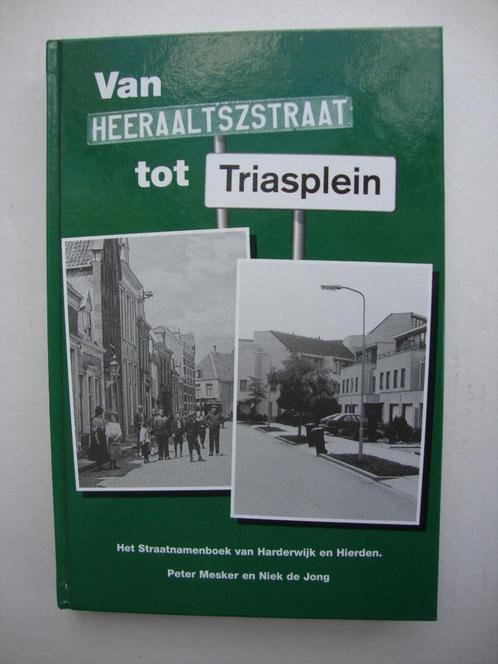 Van
HEERAALTSZSTRAAT
tot Triasplein
Het Straatnamenboek van Harderwijk en Hierden.
Peter Mesker en Niek de Jong